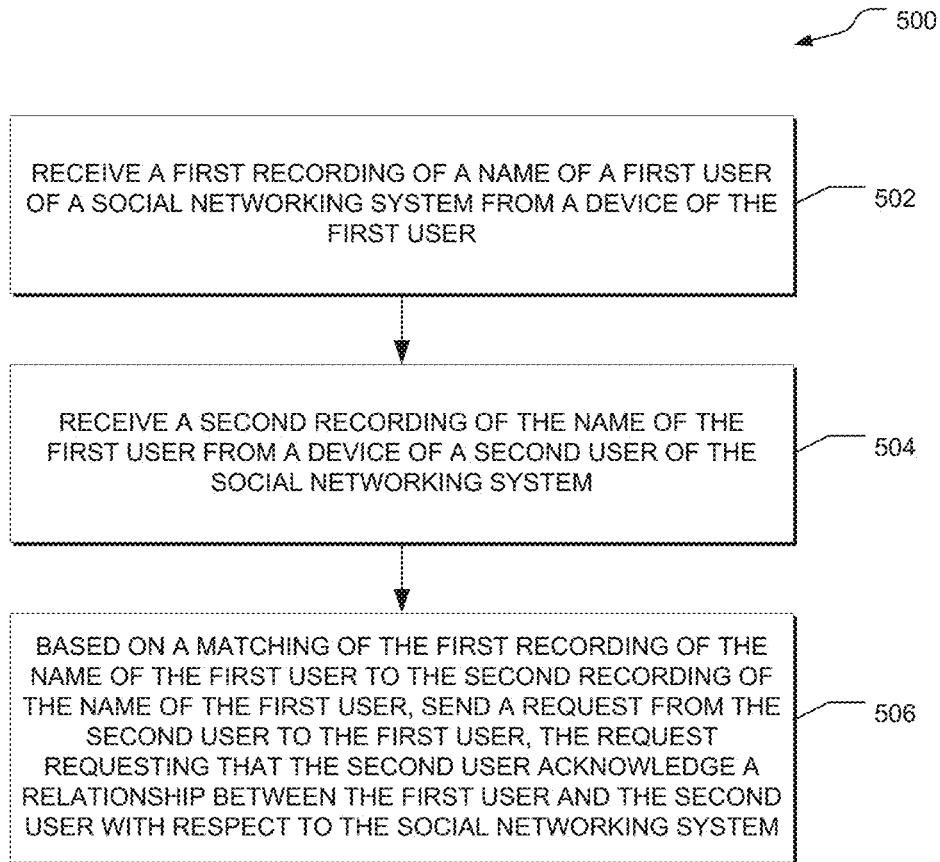 500
RECEIVE A FIRST RECORDING OF A NAME OF A FIRST USER
OF A SOCIAL NETWORKING SYSTEM FROM A DEVICE OF THE
FIRST USER
502
RECEIVE A SECOND RECORDING OF THE NAME OF THE
FIRST USER FROM A DEVICE OF A SECOND USER OF THE
SOCIAL NETWORKING SYSTEM
504
BASED ON A MATCHING OF THE FIRST RECORDING OF THE
NAME OF THE FIRST USER TO THE SECOND RECORDING OF
THE NAME OF THE FIRST USER, SEND A REQUEST FROM THE
SECOND USER TO THE FIRST USER, THE REQUEST
REQUESTING THAT THE SECOND USER ACKNOWLEDGE A
RELATIONSHIP BETWEEN THE FIRST USER AND THE SECOND
USER WITH RESPECT TO THE SOCIAL NETWORKING SYSTEM
506